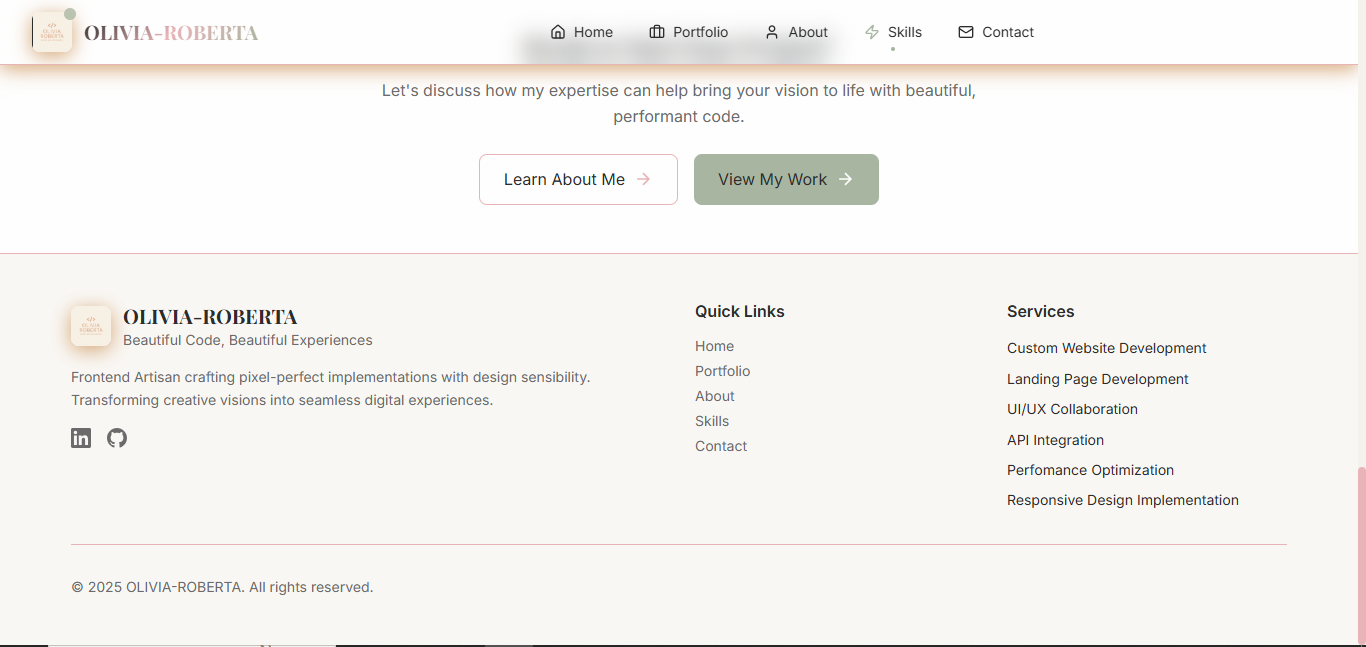 OLIVIA-ROBERTA
Home
Portfolio
About
Skills
Contact
Let's discuss how my expertise can help bring your vision to life with beautiful,
performant code.
Learn About Me
View My Work
OLIVIA-ROBERTA
Beautiful Code, Beautiful Experiences
Frontend Artisan crafting pixel-perfect implementations with design sensibility.
Transforming creative visions into seamless digital experiences.
Quick Links
Home
Portfolio
About
Skills
Contact
Services
Custom Website Development
Landing Page Development
UI/UX Collaboration
API Integration
Perfomance Optimization
Responsive Design Implementation
© 2025 OLIVIA-ROBERTA. All rights reserved.